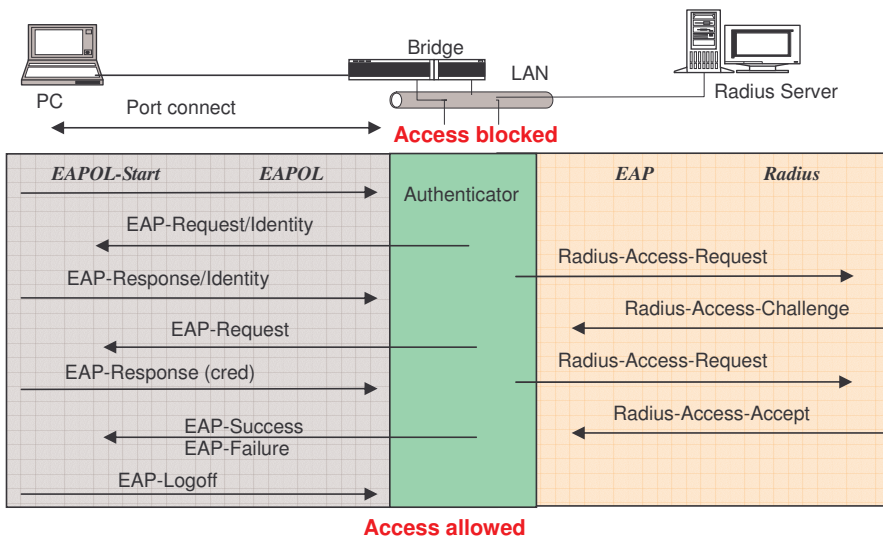 Bridge
LAN
PC
Radius Server
Port connect
Access blocked
EAPOL-Start EAPOL
EAP Radius
Authenticator
EAP-Request/Identity
Radius-Access-Request
EAP-Response/Identity
Radius-Access-Challenge
EAP-Request
Radius-Access-Request
EAP-Response (cred)
Radius-Access-Accept
EAP-Success
EAP-Failure
EAP-Logoff
Access allowed